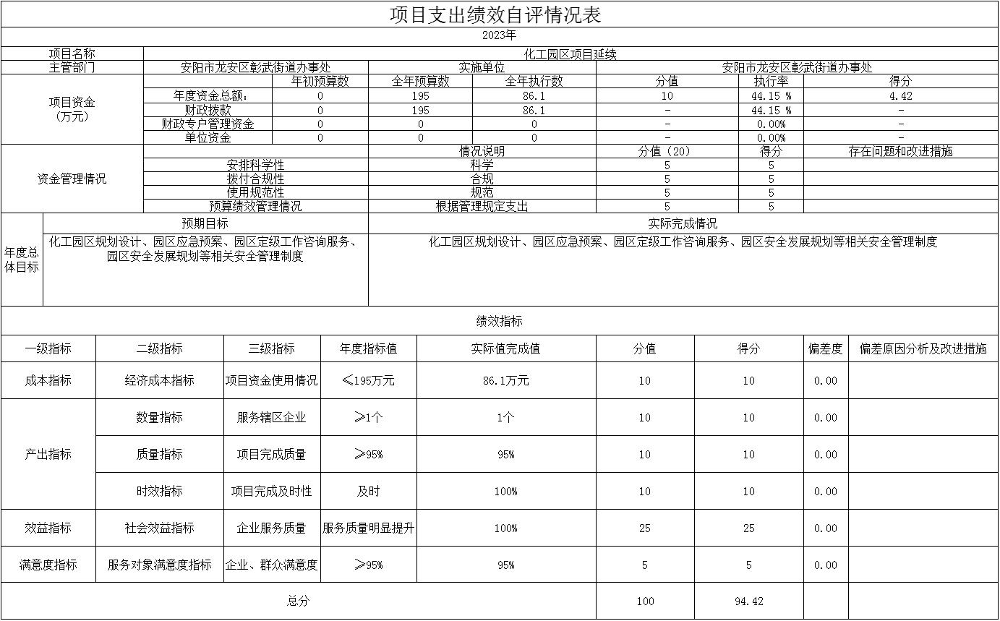 项目支出绩效自评情况表
2023年
项目名称 化工园区项目延续
主管部门 安阳市龙安区彰武街道办事处 实施单位 安阳市龙安区彰武街道办事处
项目资金
(万元) 年初预算数 全年预算数 全年执行数 分值 执行率 得分
年度资金总额: 0 195 86.1 10 44.15 % 4.42
财政拨款 0 195 86.1 - 44.15 % -
财政专户管理资金 0 0 0 - 0.00% -
单位资金 0 0 0 - 0.00% -
资金管理情况 情况说明 分值（20） 得分 存在问题和改进措施
安排科学性 科学 5 5
拨付合规性 合规 5 5
使用规范性 规范 5 5
预算绩效管理情况 根据管理规定支出 5 5
年度总
体目标
预期目标 实际完成情况
化工园区规划设计、园区应急预案、园区定级工作咨询服务、
园区安全发展规划等相关安全管理制度
化工园区规划设计、园区应急预案、园区定级工作咨询服务、园区安全发展规划等相关安全管理制度
绩效指标
一级指标 二级指标 三级指标 年度指标值 实际值完成值 分值 得分 偏差度 偏差原因分析及改进措施
成本指标 经济成本指标 项目资金使用情况 ≤195万元 86.1万元 10 10 0.00
产出指标 数量指标 服务辖区企业 ≥1个 1个 10 10 0.00
质量指标 项目完成质量 ≥95% 95% 10 10 0.00
时效指标 项目完成及时性 及时 100% 10 10 0.00
效益指标 社会效益指标 企业服务质量 服务质量明显提升 100% 25 25 0.00
满意度指标 服务对象满意度指标 企业、群众满意度 ≥95% 95% 5 5 0.00
总分 100 94.42